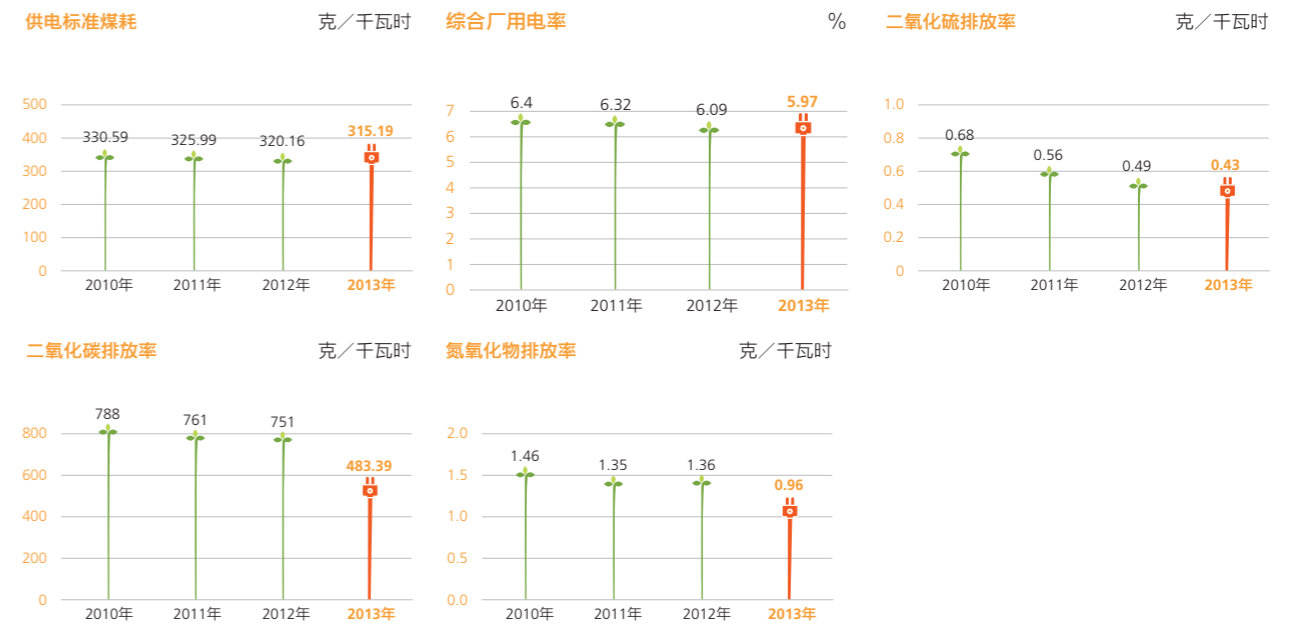 供电标准煤耗 克／千瓦时
500
400
300
200
100
0
330.59 325.99 320.16 315.19
2010年 2011年 2012年 2013年
综合厂用电率 %
7
6
5
4
3
2
1
0
6.4 6.32 6.09 5.97
2010年 2011年 2012年 2013年
二氧化硫排放率 克／千瓦时
1.0
0.8
0.6
0.4
0.2
0
0.68 0.56 0.49 0.43
2010年 2011年 2012年 2013年
二氧化碳排放率 克／千瓦时
800
600
400
200
0
788 761 751 483.39
2010年 2011年 2012年 2013年
氮氧化物排放率 克／千瓦时
2.0
1.5
1.0
0.5
0.0
1.46 1.35 1.36 0.96
2010年 2011年 2012年 2013年